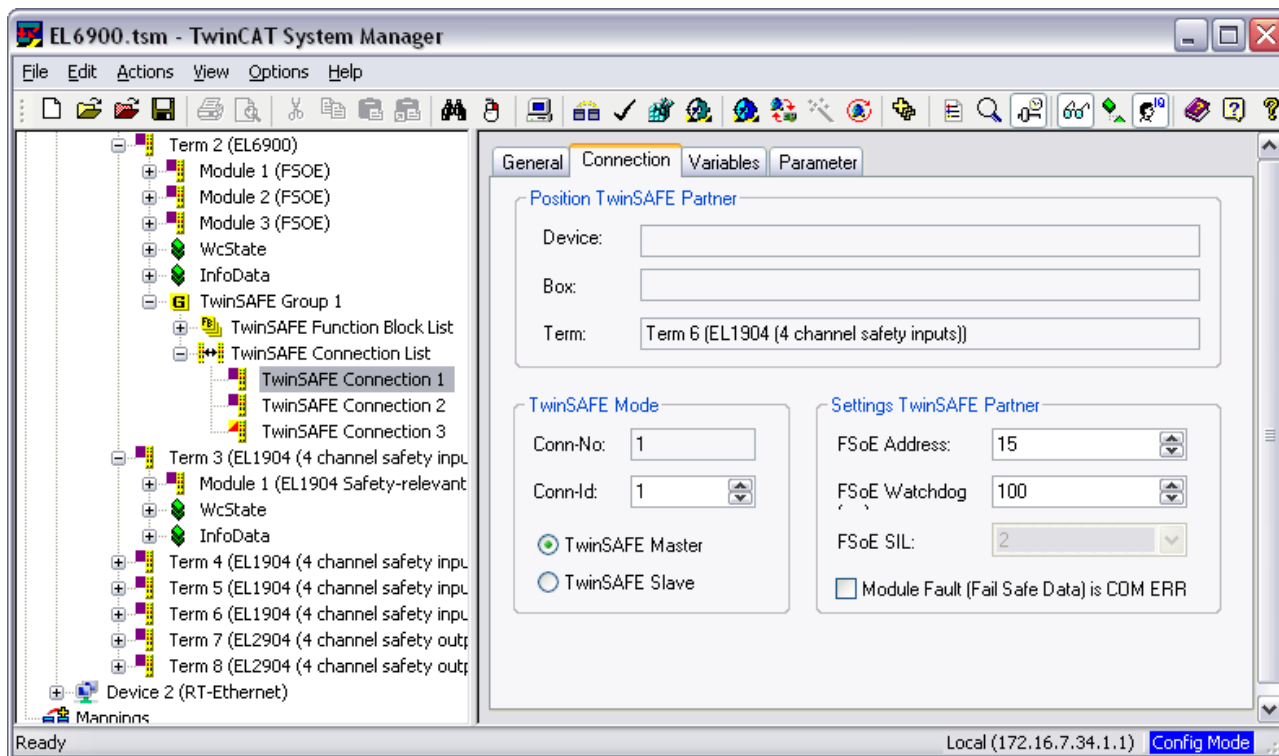 EL6900.tsm - TwinCAT System Manager
File Edit Actions View Options Help
Term 2 (EL6900)
Module 1 (FSOE)
Module 2 (FSOE)
Module 3 (FSOE)
WcState
InfoData
G TwinSAFE Group 1
TwinSAFE Function Block List
TwinSAFE Connection List
TwinSAFE Connection 1
TwinSAFE Connection 2
TwinSAFE Connection 3
Term 3 (EL1904 (4 channel safety inpu
Module 1 (EL1904 Safety-relevant
WcState
InfoData
Term 4 (EL1904 (4 channel safety inpu
Term 5 (EL1904 (4 channel safety inpu
Term 6 (EL1904 (4 channel safety inpu
Term 7 (EL2904 (4 channel safety outp
Term 8 (EL2904 (4 channel safety outp
Device 2 (RT-Ethernet)
Mappings
General Connection Variables Parameter
Position TwinSAFE Partner
Device:
Box:
Term: Term 6 (EL1904 (4 channel safety inputs))
TwinSAFE Mode
Conn-No: 1
Conn-Id: 1
TwinSAFE Master
TwinSAFE Slave
Settings TwinSAFE Partner
FSoE Address: 15
FSoE Watchdog 100
FSoE SIL: 2
Module Fault (Fail Safe Data) is COM ERR
Ready Local (172.16.7.34.1.1) Config Mode